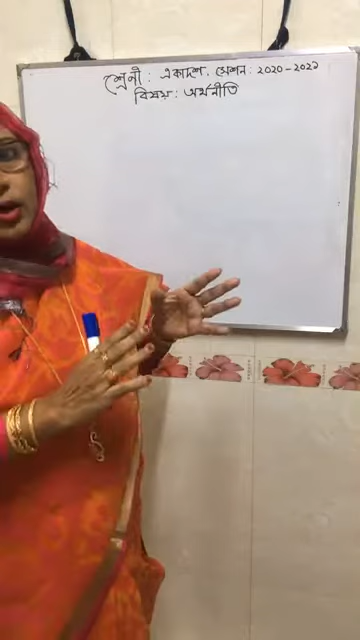 শ্রেণী : একাদশ. সেশন : ২০২০-২০২১
বিষয় : অর্থনীতি